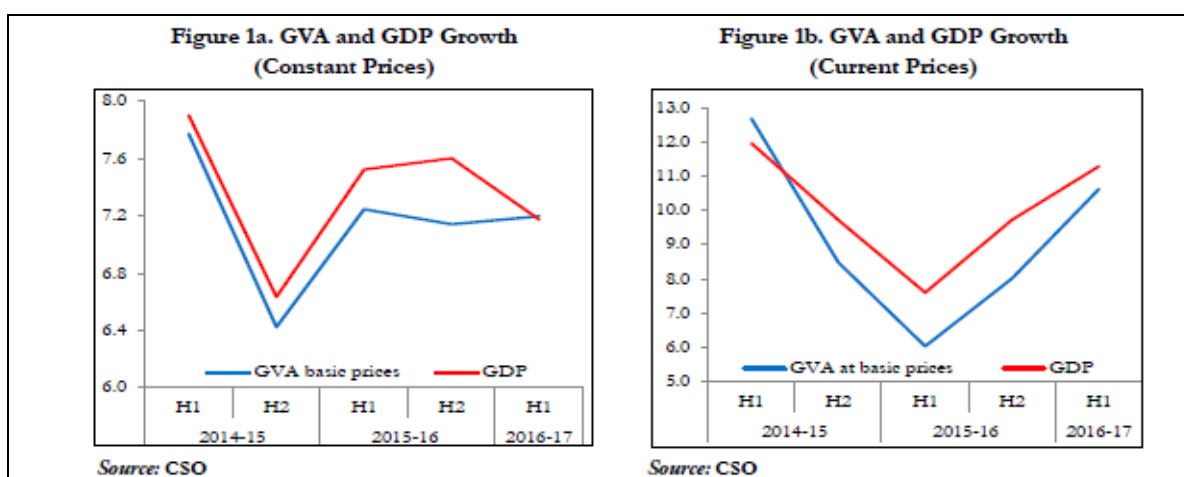 Figure 1a. GVA and GDP Growth
(Constant Prices)
8.0
7.6
7.2
6.8
6.4
6.0
GVA basic prices
GDP
H1 H2 H1 H2 H1
2014-15 2015-16 2016-17
Source: CSO
Figure 1b. GVA and GDP Growth
(Current Prices)
13.0
12.0
11.0
10.0
9.0
8.0
7.0
6.0
5.0
GVA at basic prices
GDP
H1 H2 H1 H2 H1
2014-15 2015-16 2016-17
Source: CSO